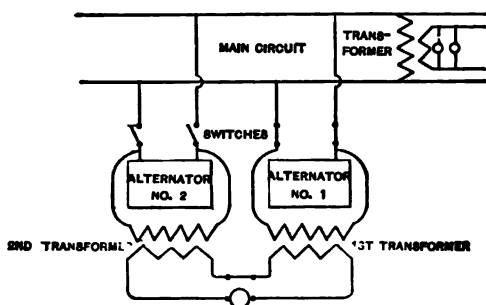 MAIN CIRCUIT
TRANS-
FORMER
SWITCHES
ALTERNATOR
NO. 2
ALTERNATOR
NO. 1
2ND TRANSFORMER
1ST TRANSFORMER